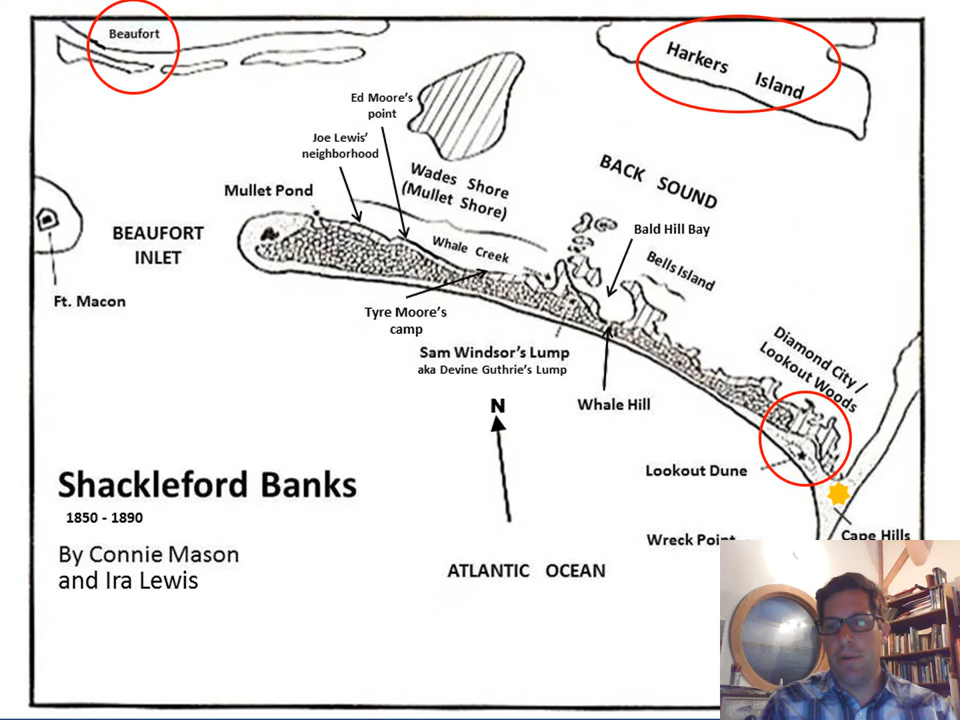 Beaufort
Harkers Island
Ed Moore's
point
Joe Lewis'
neighborhood
Wades Shore
(Mullet Shore)
BACK SOUND
Mullet Pond
BEAUFORT
INLET
Whale Creek
Bald Hill Bay
Bells Island
Ft. Macon
Tyre Moore's
camp
Sam Windsor's Lump
aka Devine Guthrie's Lump
Diamond City /
Lookout Woods
Whale Hill
N
Lookout Dune
Shackleford Banks
1850 - 1890
By Connie Mason
and Ira Lewis
Wreck Point
Cape Hills
ATLANTIC OCEAN